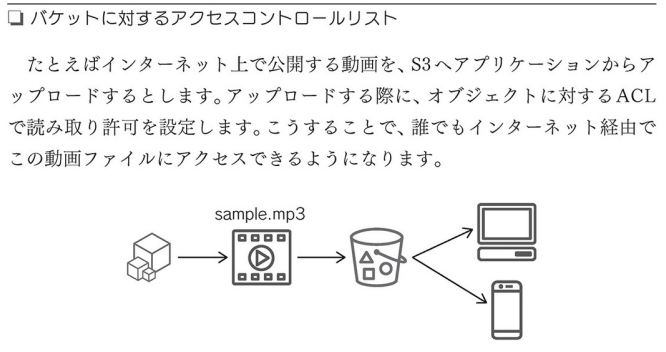 バケットに対するアクセスコントロールリスト
たとえばインターネット上で公開する動画を、S3へアプリケーションからア
ップロードするとします。アップロードする際に、オブジェクトに対するACL
で読み取り許可を設定します。こうすることで、誰でもインターネット経由で
この動画ファイルにアクセスできるようになります。
sample.mp3